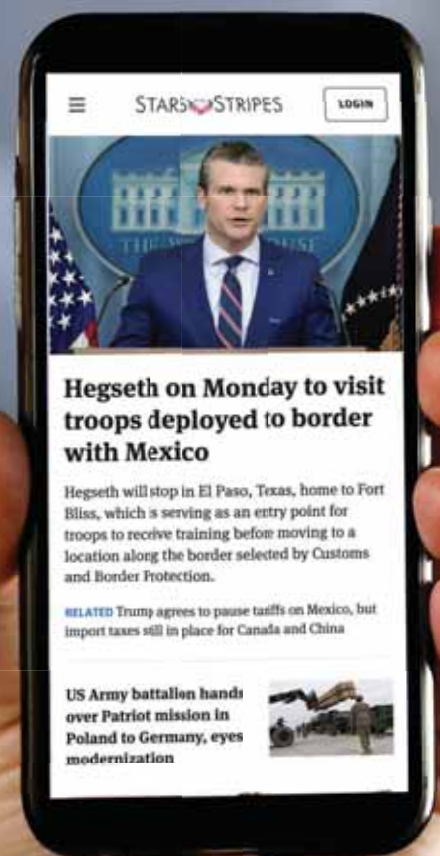 STARS STRIPES
LOGIN
THE W HOUSE
Hegseth on Monday to visit
troops deployed to border
with Mexico
Hegseth will stop in El Paso, Texas, home to Fort
Bliss, which is serving as an entry point for
troops to receive training before moving to a
location along the border selected by Customs
and Border Protection.
RELATED Trump agrees to pause tariffs on Mexico, but
import taxes still in place for Canada and China
US Army battalion hands
over Patriot mission in
Poland to Germany, eyes
modernization